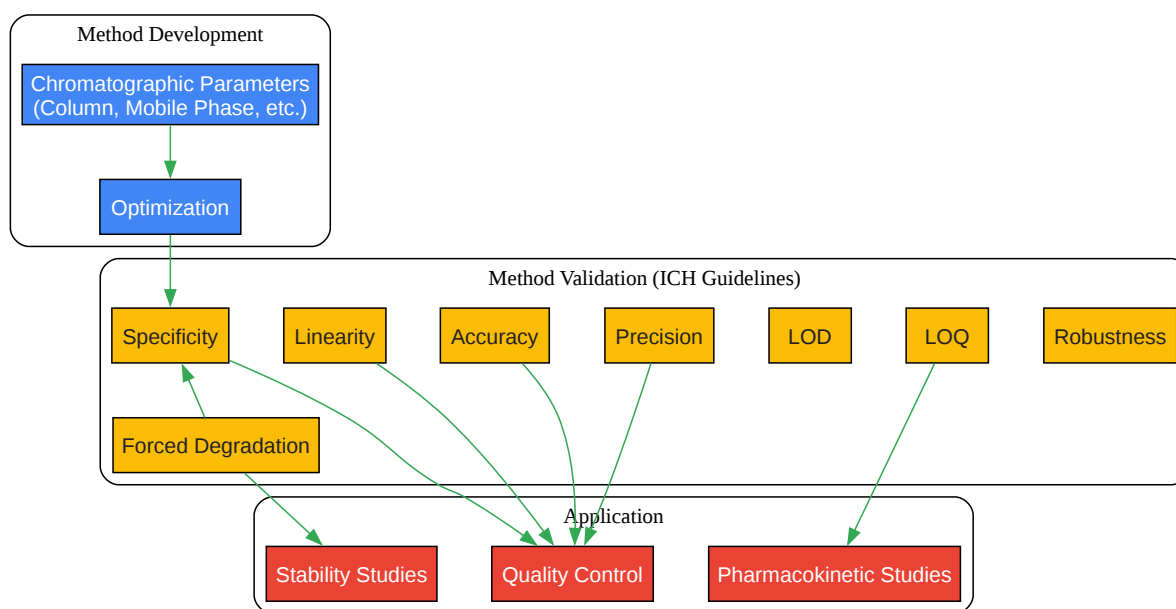 Method Development
Chromatographic Parameters
(Column, Mobile Phase, etc.)
Optimization
Method Validation (ICH Guidelines)
Specificity
Linearity
Accuracy
Precision
LOD
LOQ
Robustness
Forced Degradation
Application
Stability Studies
Quality Control
Pharmacokinetic Studies